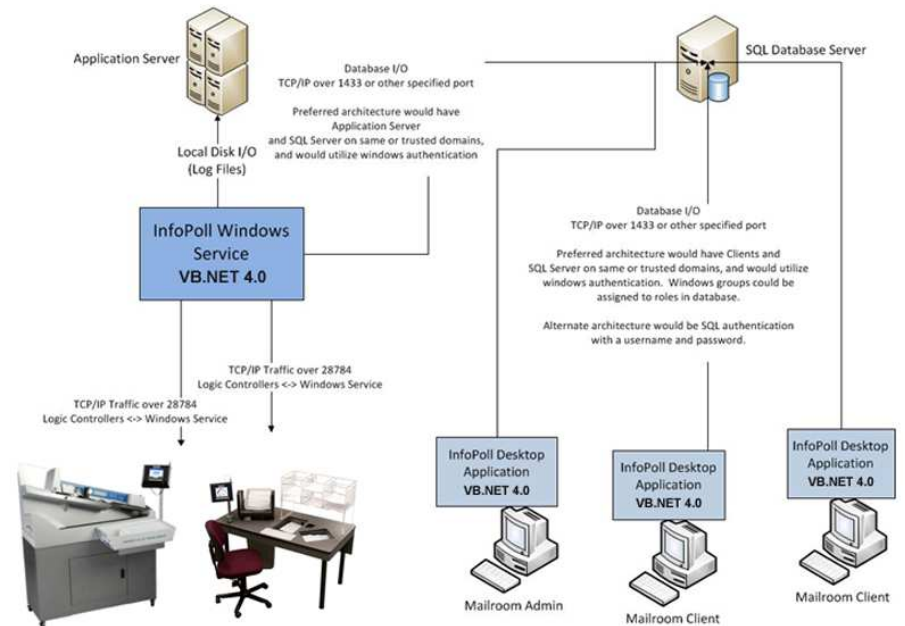 Application Server
SQL Database Server
Database I/O
TCP/IP over 1433 or other specified port
Preferred architecture would have
Application Server
and SQL Server on same or trusted domains,
and would utilize windows authentication
Local Disk I/O
(Log Files)
InfoPoll Windows
Service
VB.NET 4.0
Database I/O
TCP/IP over 1433 or other specified port
Preferred architecture would have Clients and
SQL Server on same or trusted domains, and would utilize
windows authentication. Windows groups could be
assigned to roles in database.
Alternate architecture would be SQL authentication
with a username and password.
TCP/IP Traffic over 28784
Logic Controllers <-> Windows Service
TCP/IP Traffic over 28784
Logic Controllers <-> Windows Service
InfoPoll Desktop
Application
VB.NET 4.0
InfoPoll Desktop
Application
VB.NET 4.0
InfoPoll Desktop
Application
VB.NET 4.0
Mailroom Admin
Mailroom Client
Mailroom Client